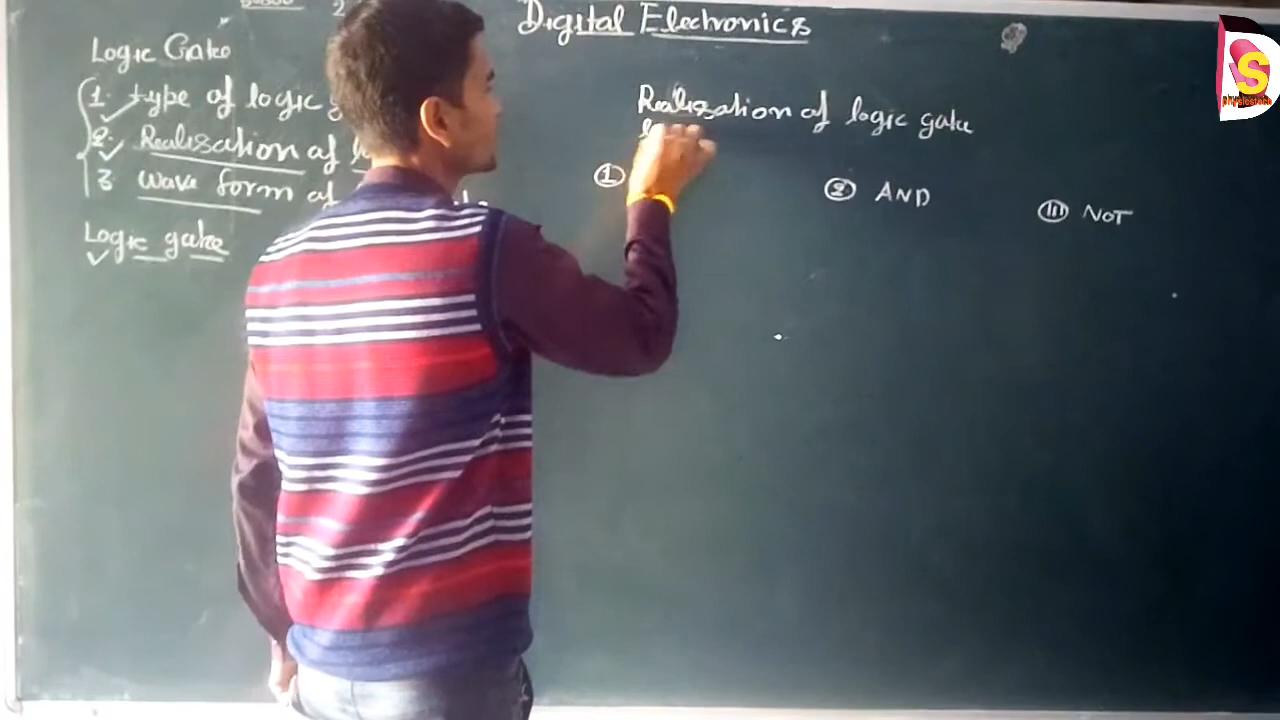 Digital Electronics
Logic Gate
1. type of logic
2. Realisation of
3. wave form of
Logic gate
Realisation of logic gate
① 
② AND
⑪⑪ NOT
S